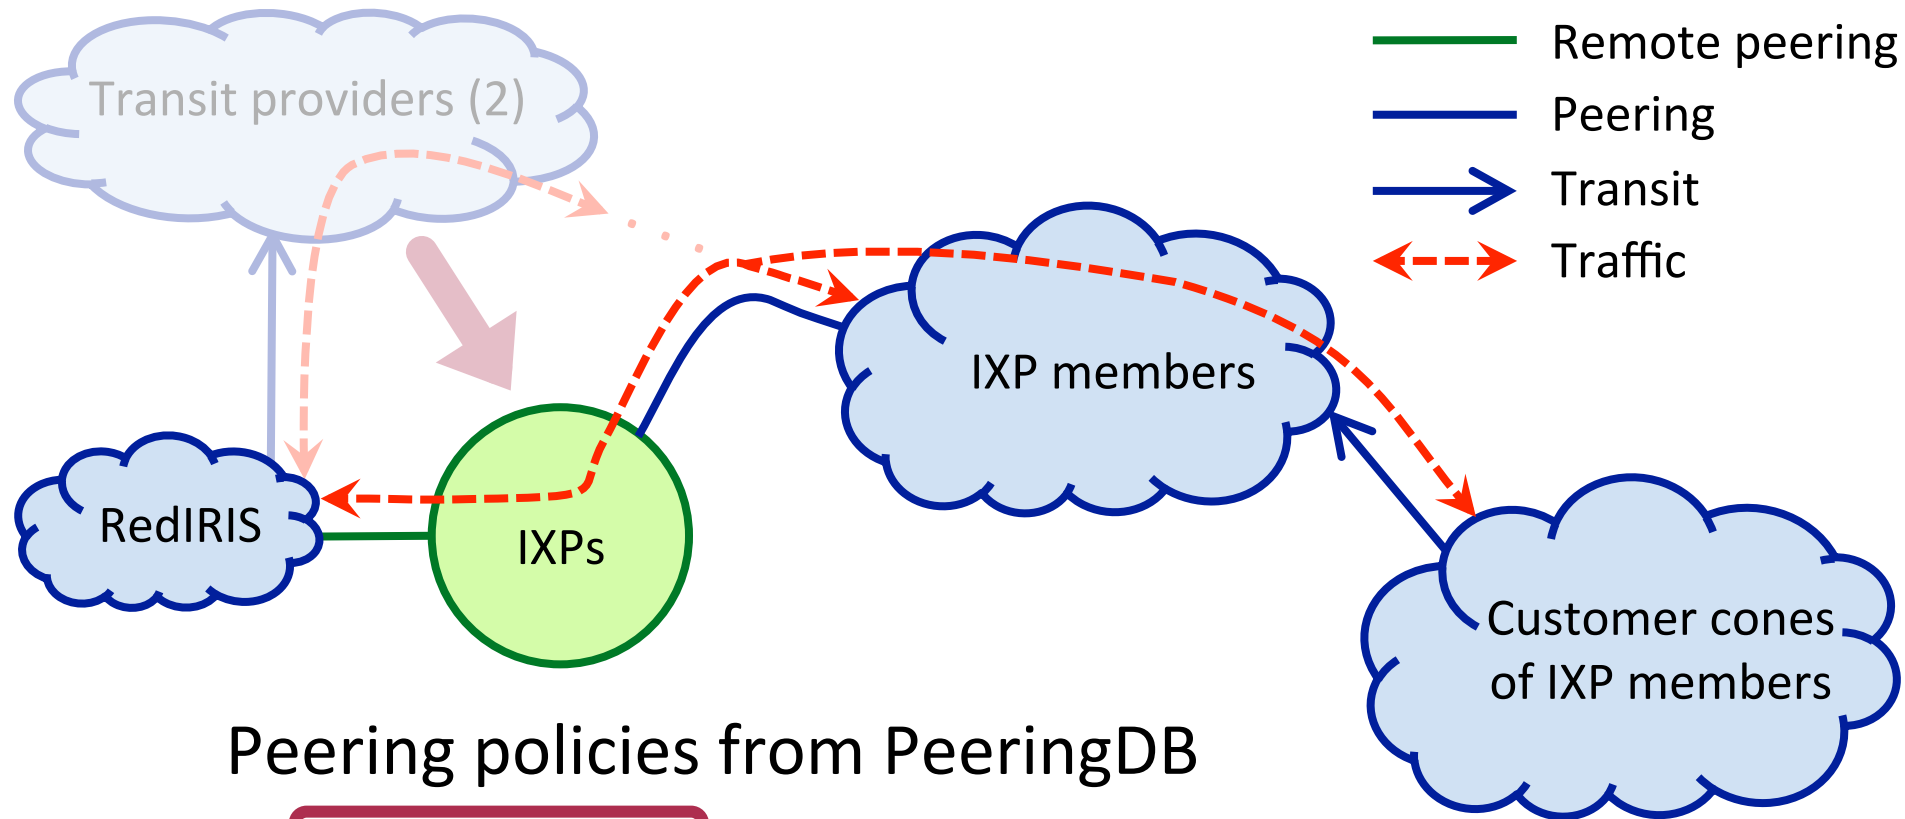 Transit providers (2)
Remote peering
Peering
Transit
Traffic
IXP members
RedIRIS
IXPs
Customer cones
of IXP members
Peering policies from PeeringDB